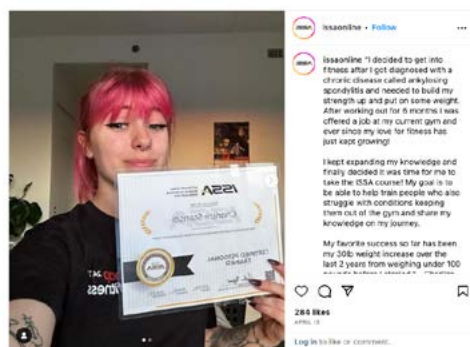 issaonline • Follow
issaonline "I decided to get into
fitness after I got diagnosed with a
chronic disease called ankylosing
spondylitis and needed to build my
strength up and put on some weight.
After working out for 6 months I was
offered a job at my current gym and
ever since my love for fitness has
just kept growing!
I kept expanding my knowledge and
finally decided it was time for me to
take the ISSA course! My goal is to
be able to help train people who also
struggle with conditions keeping
them out of the gym and share my
knowledge on my journey.
My favorite success so far has been
my 30lb weight increase over the
last 2 years from weighing under 100
284 likes
APRIL
Log in to like or comment.
ISSA
CERTIFIED PERSONAL
TRAINER
fitness